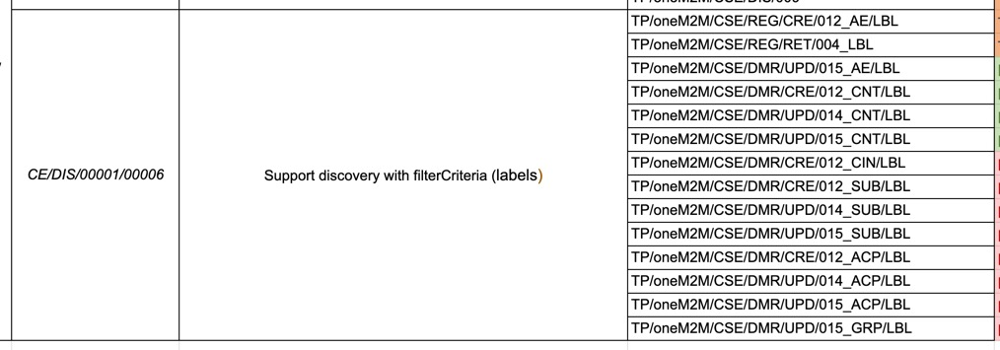 TP/oneM2M/CSE/REG/CRE/012_AE/LBL
TP/oneM2M/CSE/REG/RET/004_LBL
TP/oneM2M/CSE/DMR/UPD/015_AE/LBL
TP/oneM2M/CSE/DMR/CRE/012_CNT/LBL
TP/oneM2M/CSE/DMR/UPD/014_CNT/LBL
TP/oneM2M/CSE/DMR/UPD/015_CNT/LBL
TP/oneM2M/CSE/DMR/CRE/012_CIN/LBL
CE/DIS/00001/00006
Support discovery with filterCriteria (labels)
TP/oneM2M/CSE/DMR/CRE/012_SUB/LBL
TP/oneM2M/CSE/DMR/UPD/014_SUB/LBL
TP/oneM2M/CSE/DMR/UPD/015_SUB/LBL
TP/oneM2M/CSE/DMR/CRE/012_ACP/LBL
TP/oneM2M/CSE/DMR/UPD/014_ACP/LBL
TP/oneM2M/CSE/DMR/UPD/015_ACP/LBL
TP/oneM2M/CSE/DMR/UPD/015_GRP/LBL